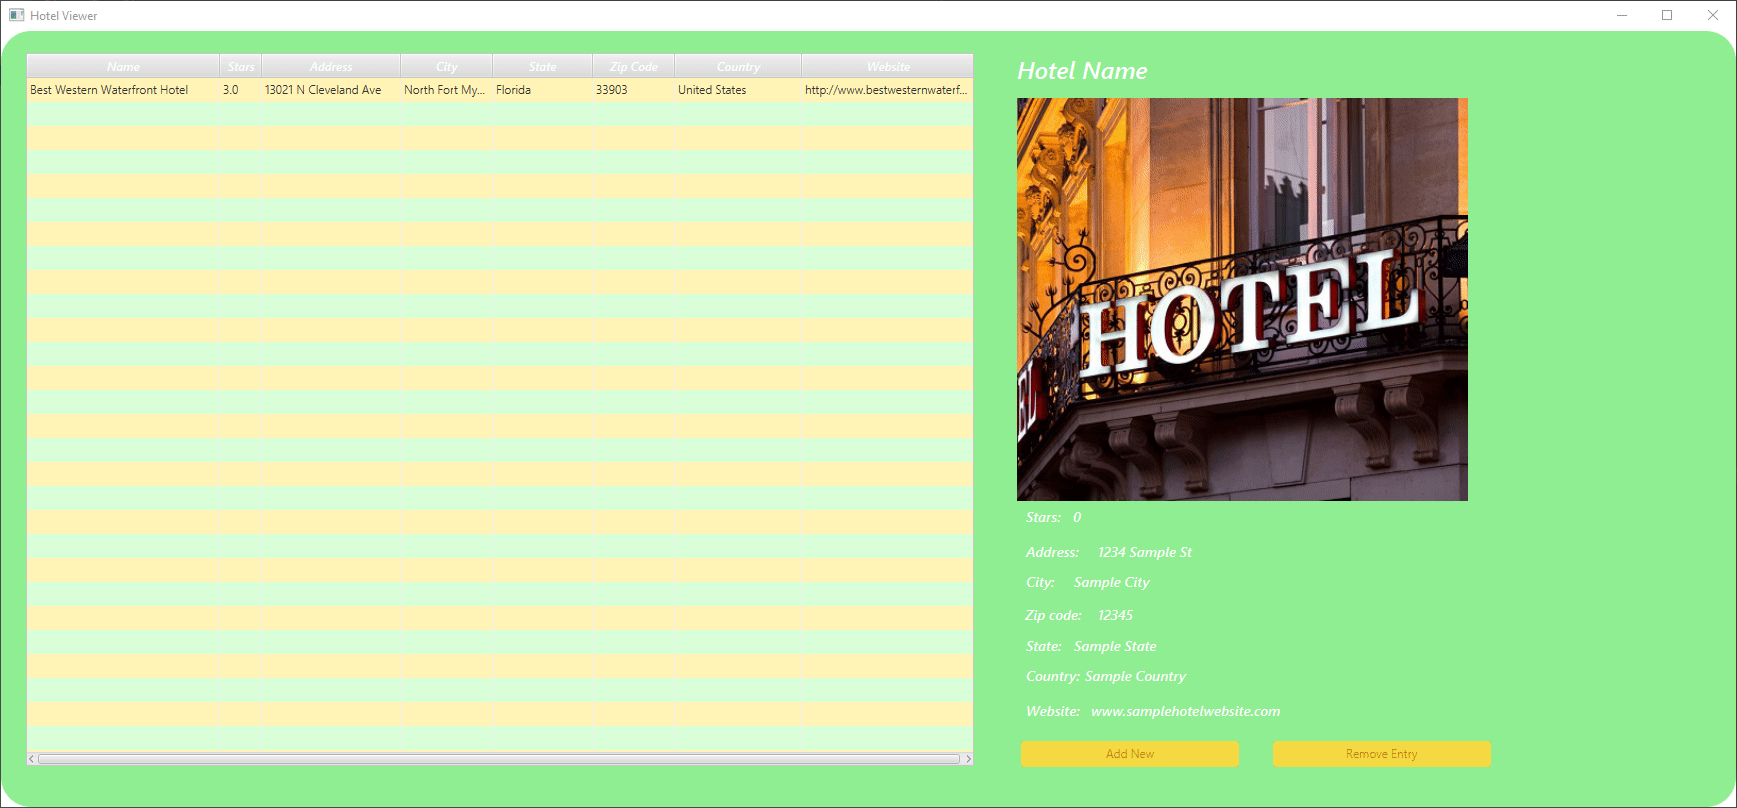 Hotel Viewer
Name Stars Address City State Zip Code Country Website
Best Western Waterfront Hotel 3.0 13021 N Cleveland Ave North Fort My... Florida 33903 United States http://www.bestwesternwaterf...
Hotel Name
HOTEL
EL
Stars: 0
Address: 1234 Sample St
City: Sample City
Zip code: 12345
State: Sample State
Country: Sample Country
Website: www.samplehotelwebsite.com
Add New Remove Entry